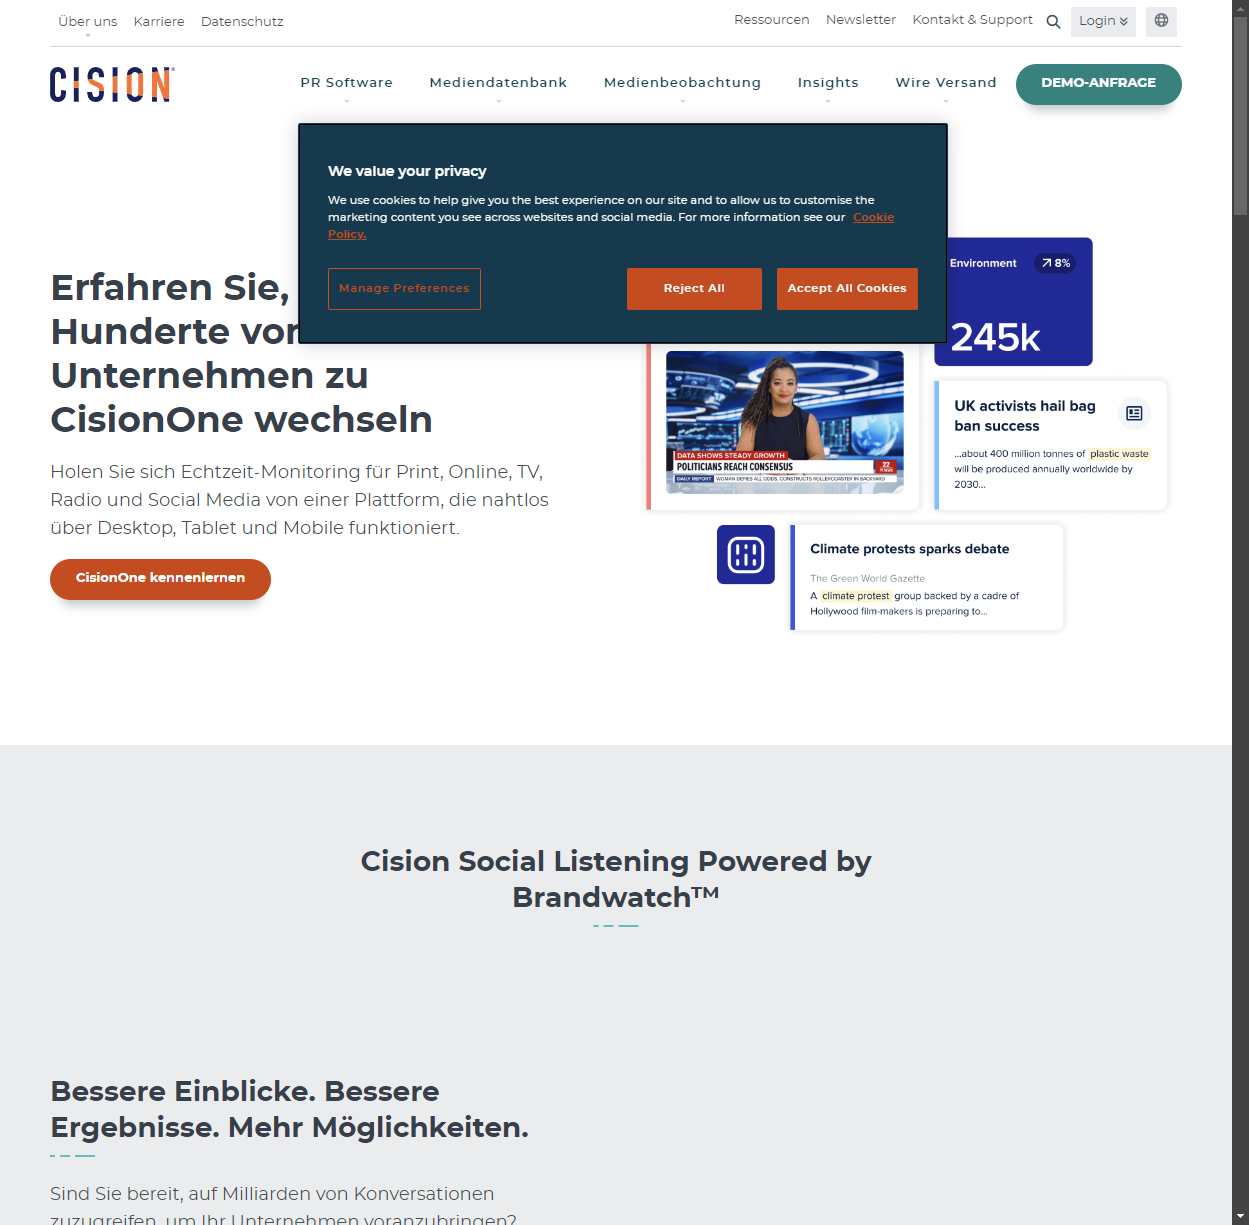 Über uns Karriere Datenschutz
Ressourcen Newsletter Kontakt & Support Login
CISION®
PR Software Mediendatenbank Medienbeobachtung Insights Wire Versand DEMO-ANFRAGE
We value your privacy
We use cookies to help give you the best experience on our site and to allow us to customise the
marketing content you see across websites and social media. For more information see our Cookie
Policy.
Manage Preferences Reject All Accept All Cookies
Erfahren Sie,
Hunderte vor
Unternehmen zu
CisionOne wechseln
Holen Sie sich Echtzeit-Monitoring für Print, Online, TV,
Radio und Social Media von einer Plattform, die nahtlos
über Desktop, Tablet und Mobile funktioniert.
CisionOne kennenlernen
Environment 8%
245k
DATA SHOWS STEADY GROWTH
POLITICIANS REACH CONSENSUS
22
DAILY REPORT WOMAN DEFIES ALL ODDS, CONSTRUCTS ROLLERCOASTER IN BACKYARD
UK activists hail bag
ban success
...about 400 million tonnes of plastic waste
will be produced annually worldwide by
2030...
Climate protests sparks debate
The Green World Gazette
A climate protest group backed by a cadre of
Hollywood film-makers is preparing to...
Cision Social Listening Powered by
Brandwatch™
Bessere Einblicke. Bessere
Ergebnisse. Mehr Möglichkeiten.
Sind Sie bereit, auf Milliarden von Konversationen
zuzugreifen, um Ihr Unternehmen voranzubringen?